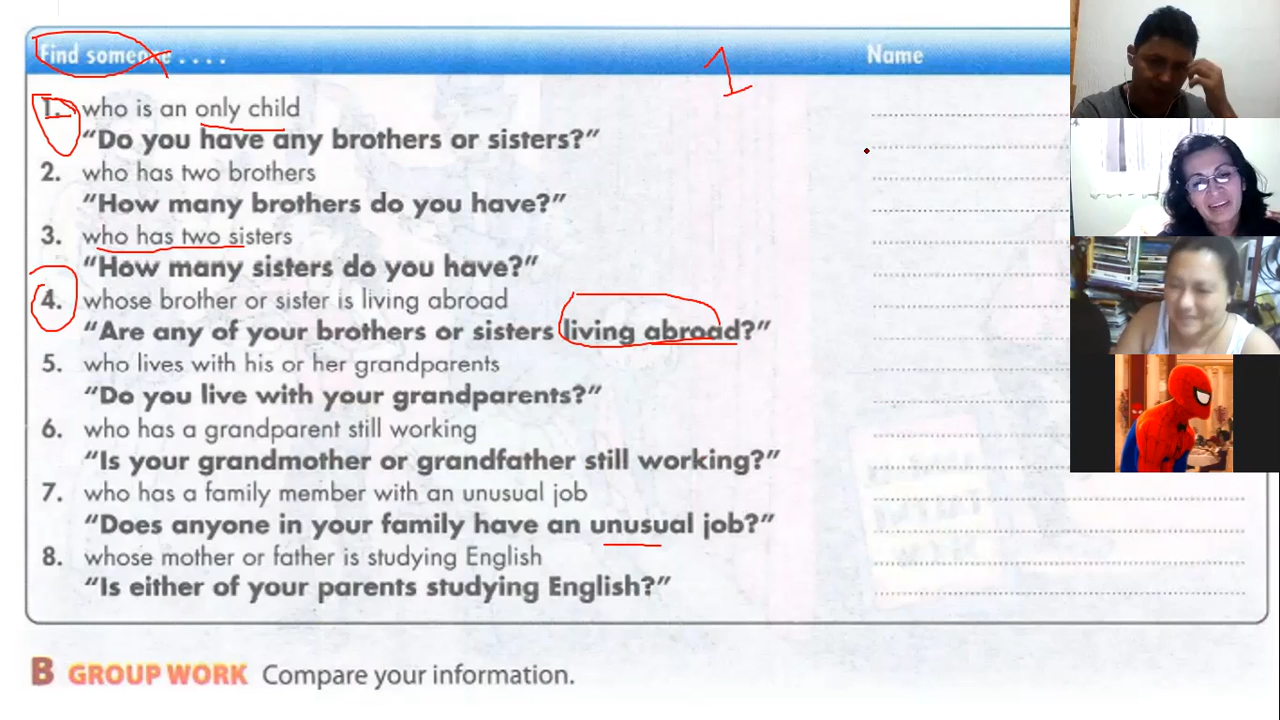 Find someone . . . . 1 Name
1. who is an only child
“Do you have any brothers or sisters?”
2. who has two brothers
“How many brothers do you have?”
3. who has two sisters
“How many sisters do you have?”
4. whose brother or sister is living abroad
“Are any of your brothers or sisters living abroad?”
5. who lives with his or her grandparents
“Do you live with your grandparents?”
6. who has a grandparent still working
“Is your grandmother or grandfather still working?”
7. who has a family member with an unusual job
“Does anyone in your family have an unusual job?”
8. whose mother or father is studying English
“Is either of your parents studying English?”
B GROUP WORK Compare your information.